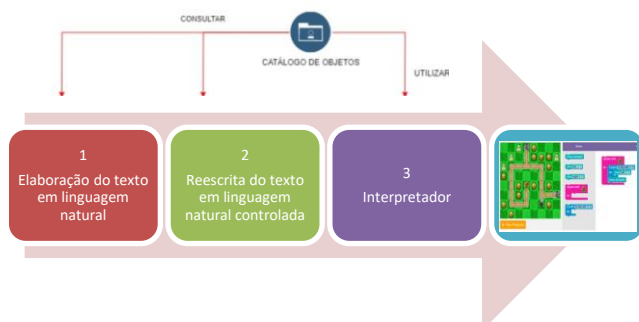 CONSULTAR
CATÁLOGO DE OBJETOS
UTILIZAR
1
Elaboração do texto
em linguagem
natural
2
Reescrita do texto
em linguagem
natural controlada
3
Interpretador